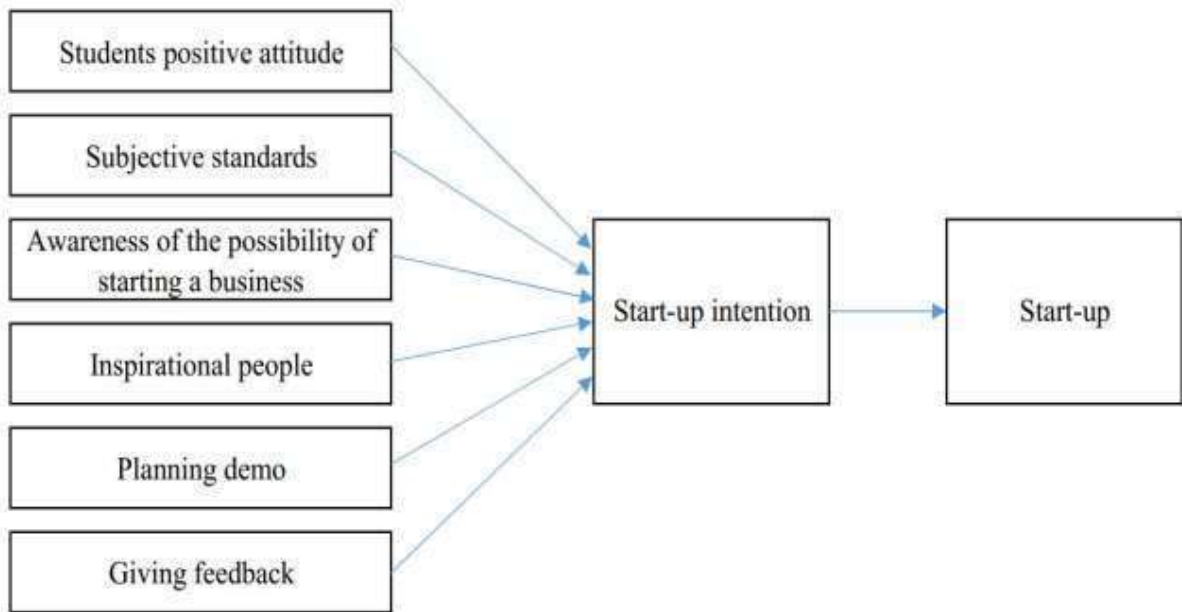 Students positive attitude
Subjective standards
Awareness of the possibility of
starting a business
Inspirational people
Planning demo
Giving feedback
Start-up intention
Start-up